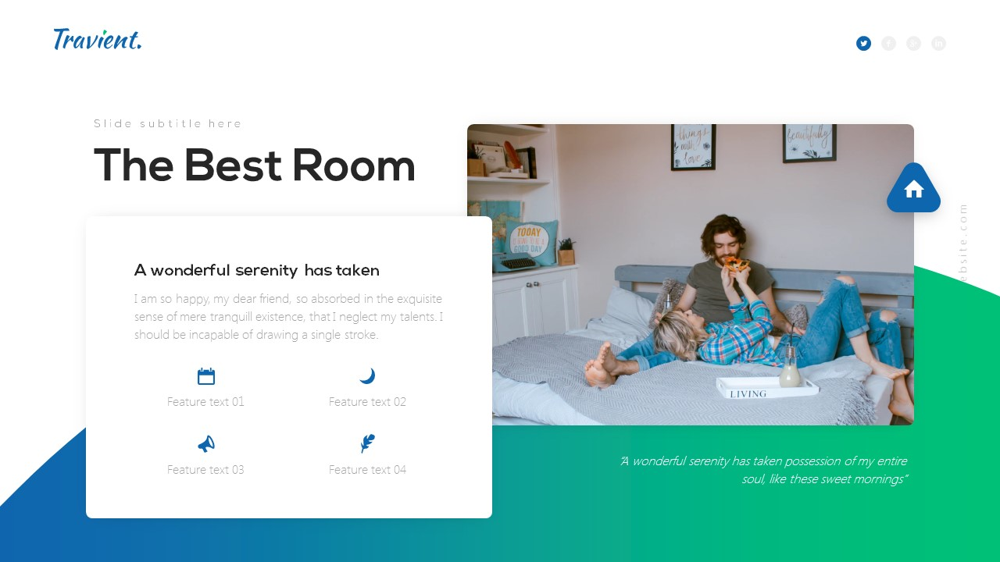 Travient.
Slide subtitle here
The Best Room
things
with
love
beautifully
TODAY
GOOD DAY
A wonderful serenity has taken
I am so happy, my dear friend, so absorbed in the exquisite
sense of mere tranquill existence, that I neglect my talents. I
should be incapable of drawing a single stroke.
Feature text 01
Feature text 02
Feature text 03
Feature text 04
LIVING
“A wonderful serenity has taken possession of my entire
soul, like these sweet mornings”
ebsite.com